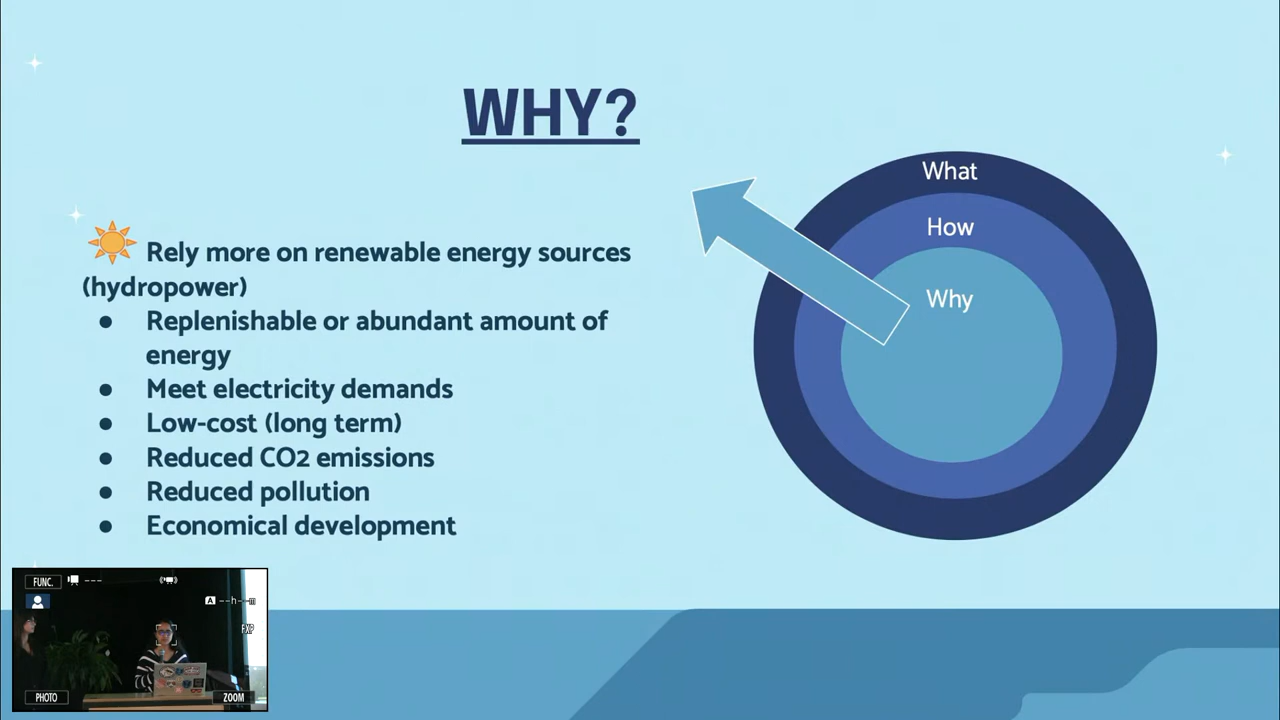 WHY?
Rely more on renewable energy sources
(hydropower)
● Replenishable or abundant amount of
energy
● Meet electricity demands
● Low-cost (long term)
● Reduced CO2 emissions
● Reduced pollution
● Economical development
What
How
Why
FUNC. ---
A --h--m
PHOTO
ZOOM